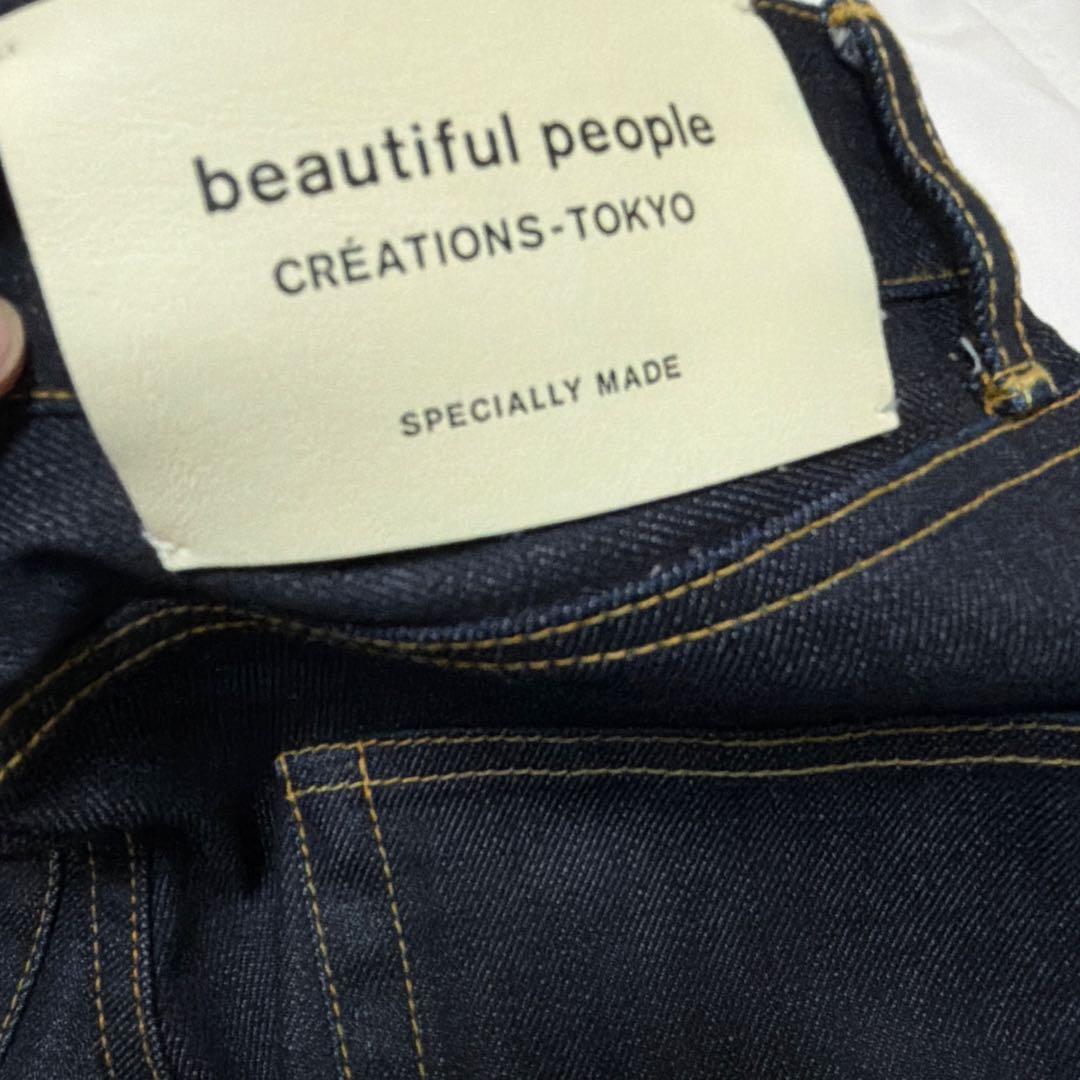 beautiful people
CRÉATIONS-TOKYO
SPECIALLY MADE